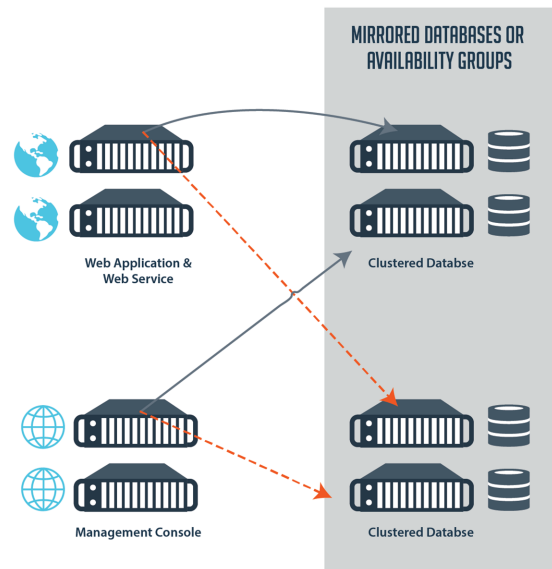 MIRRORED DATABASES OR
AVAILABILITY GROUPS
Web Application &
Web Service
Clustered Databse
Management Console
Clustered Databse